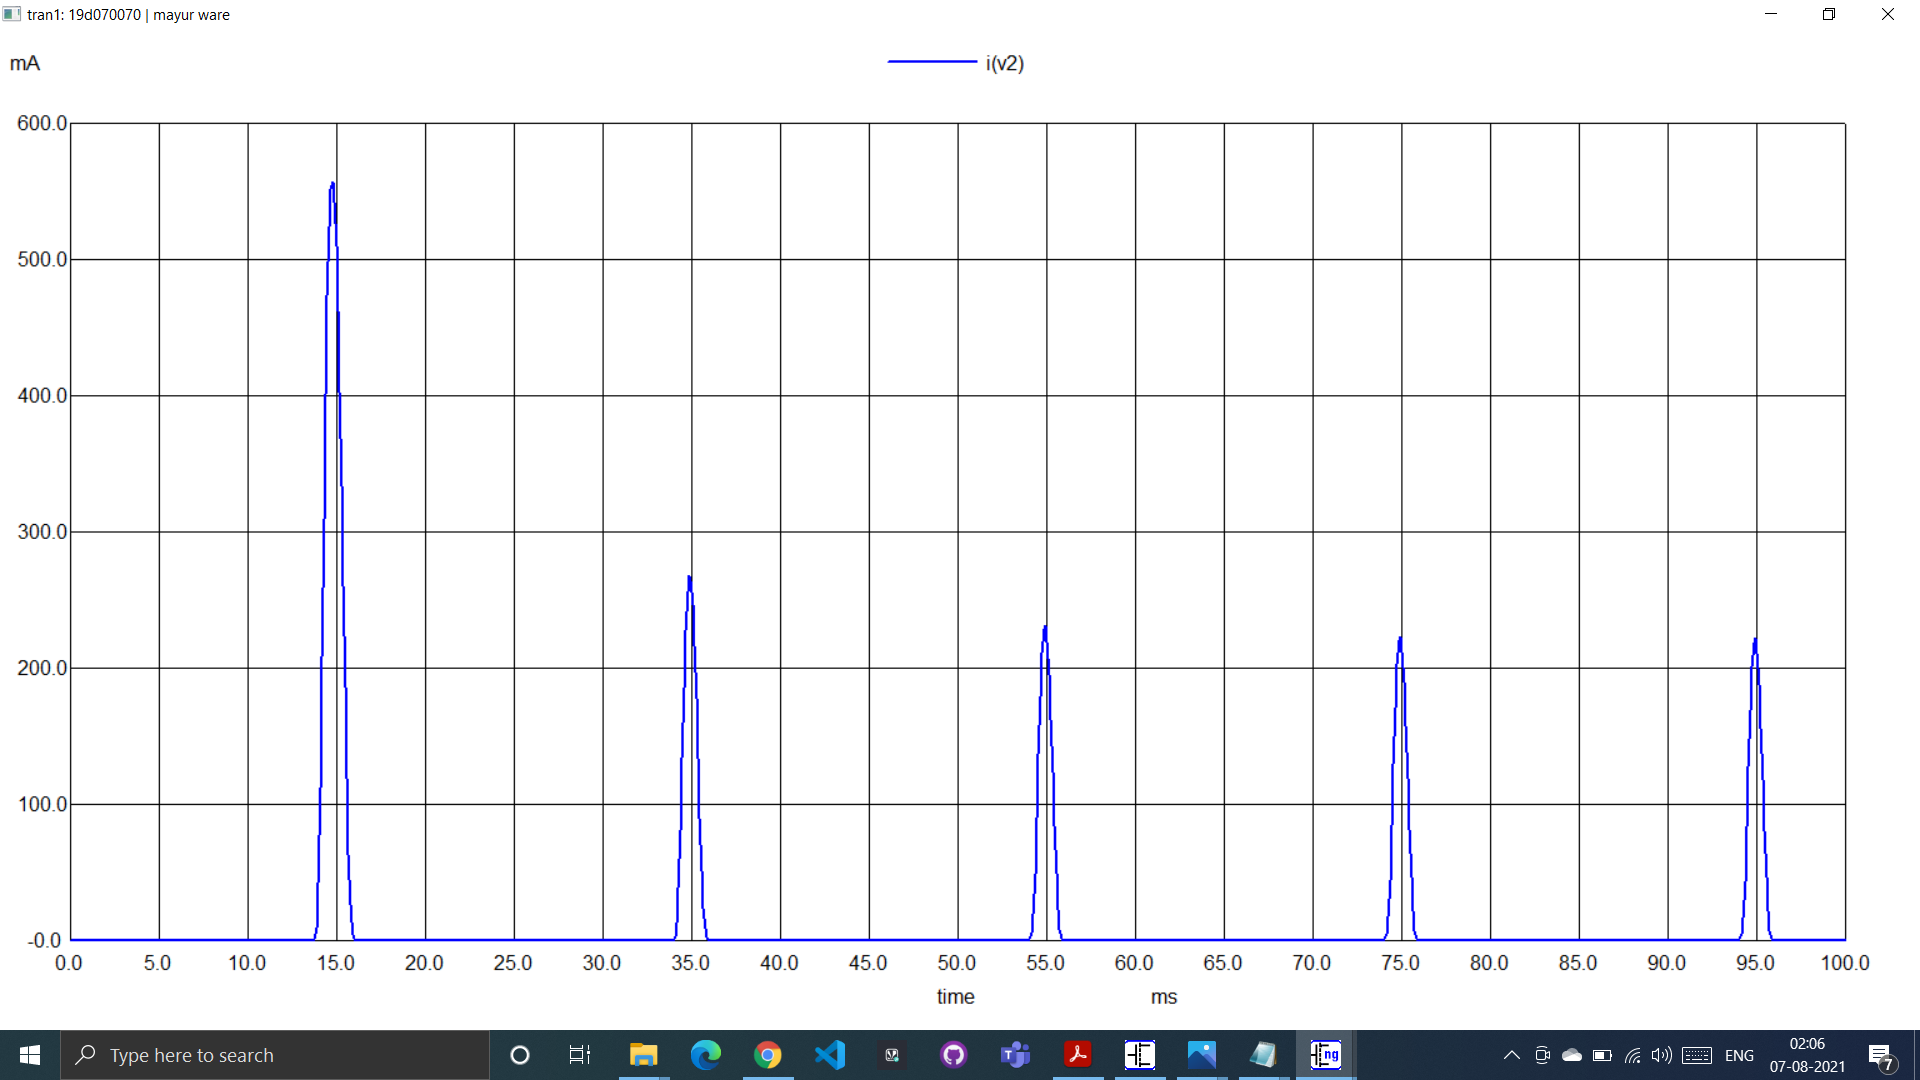 tran1: 19d070070 | mayur ware
mA
i(v2)
600.0
500.0
400.0
300.0
200.0
100.0
-0.0
0.0 5.0 10.0 15.0 20.0 25.0 30.0 35.0 40.0 45.0 50.0 55.0 60.0 65.0 70.0 75.0 80.0 85.0 90.0 95.0 100.0
time ms
Type here to search
T
ng
ENG
02:06
07-08-2021
7